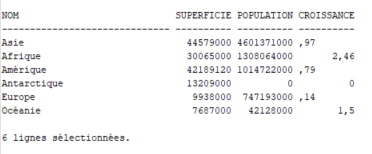 NOM SUPERFICIE POPULATION CROISSANCE
------------------------------ ---------- ---------- ----------
Asie 44579000 4601371000 ,97
Afrique 30065000 1308064000 2,46
Amérique 42189120 1014722000 ,79
Antarctique 13209000 0 0
Europe 9938000 747193000 ,14
Océanie 7687000 42128000 1,5
6 lignes sélectionnées.